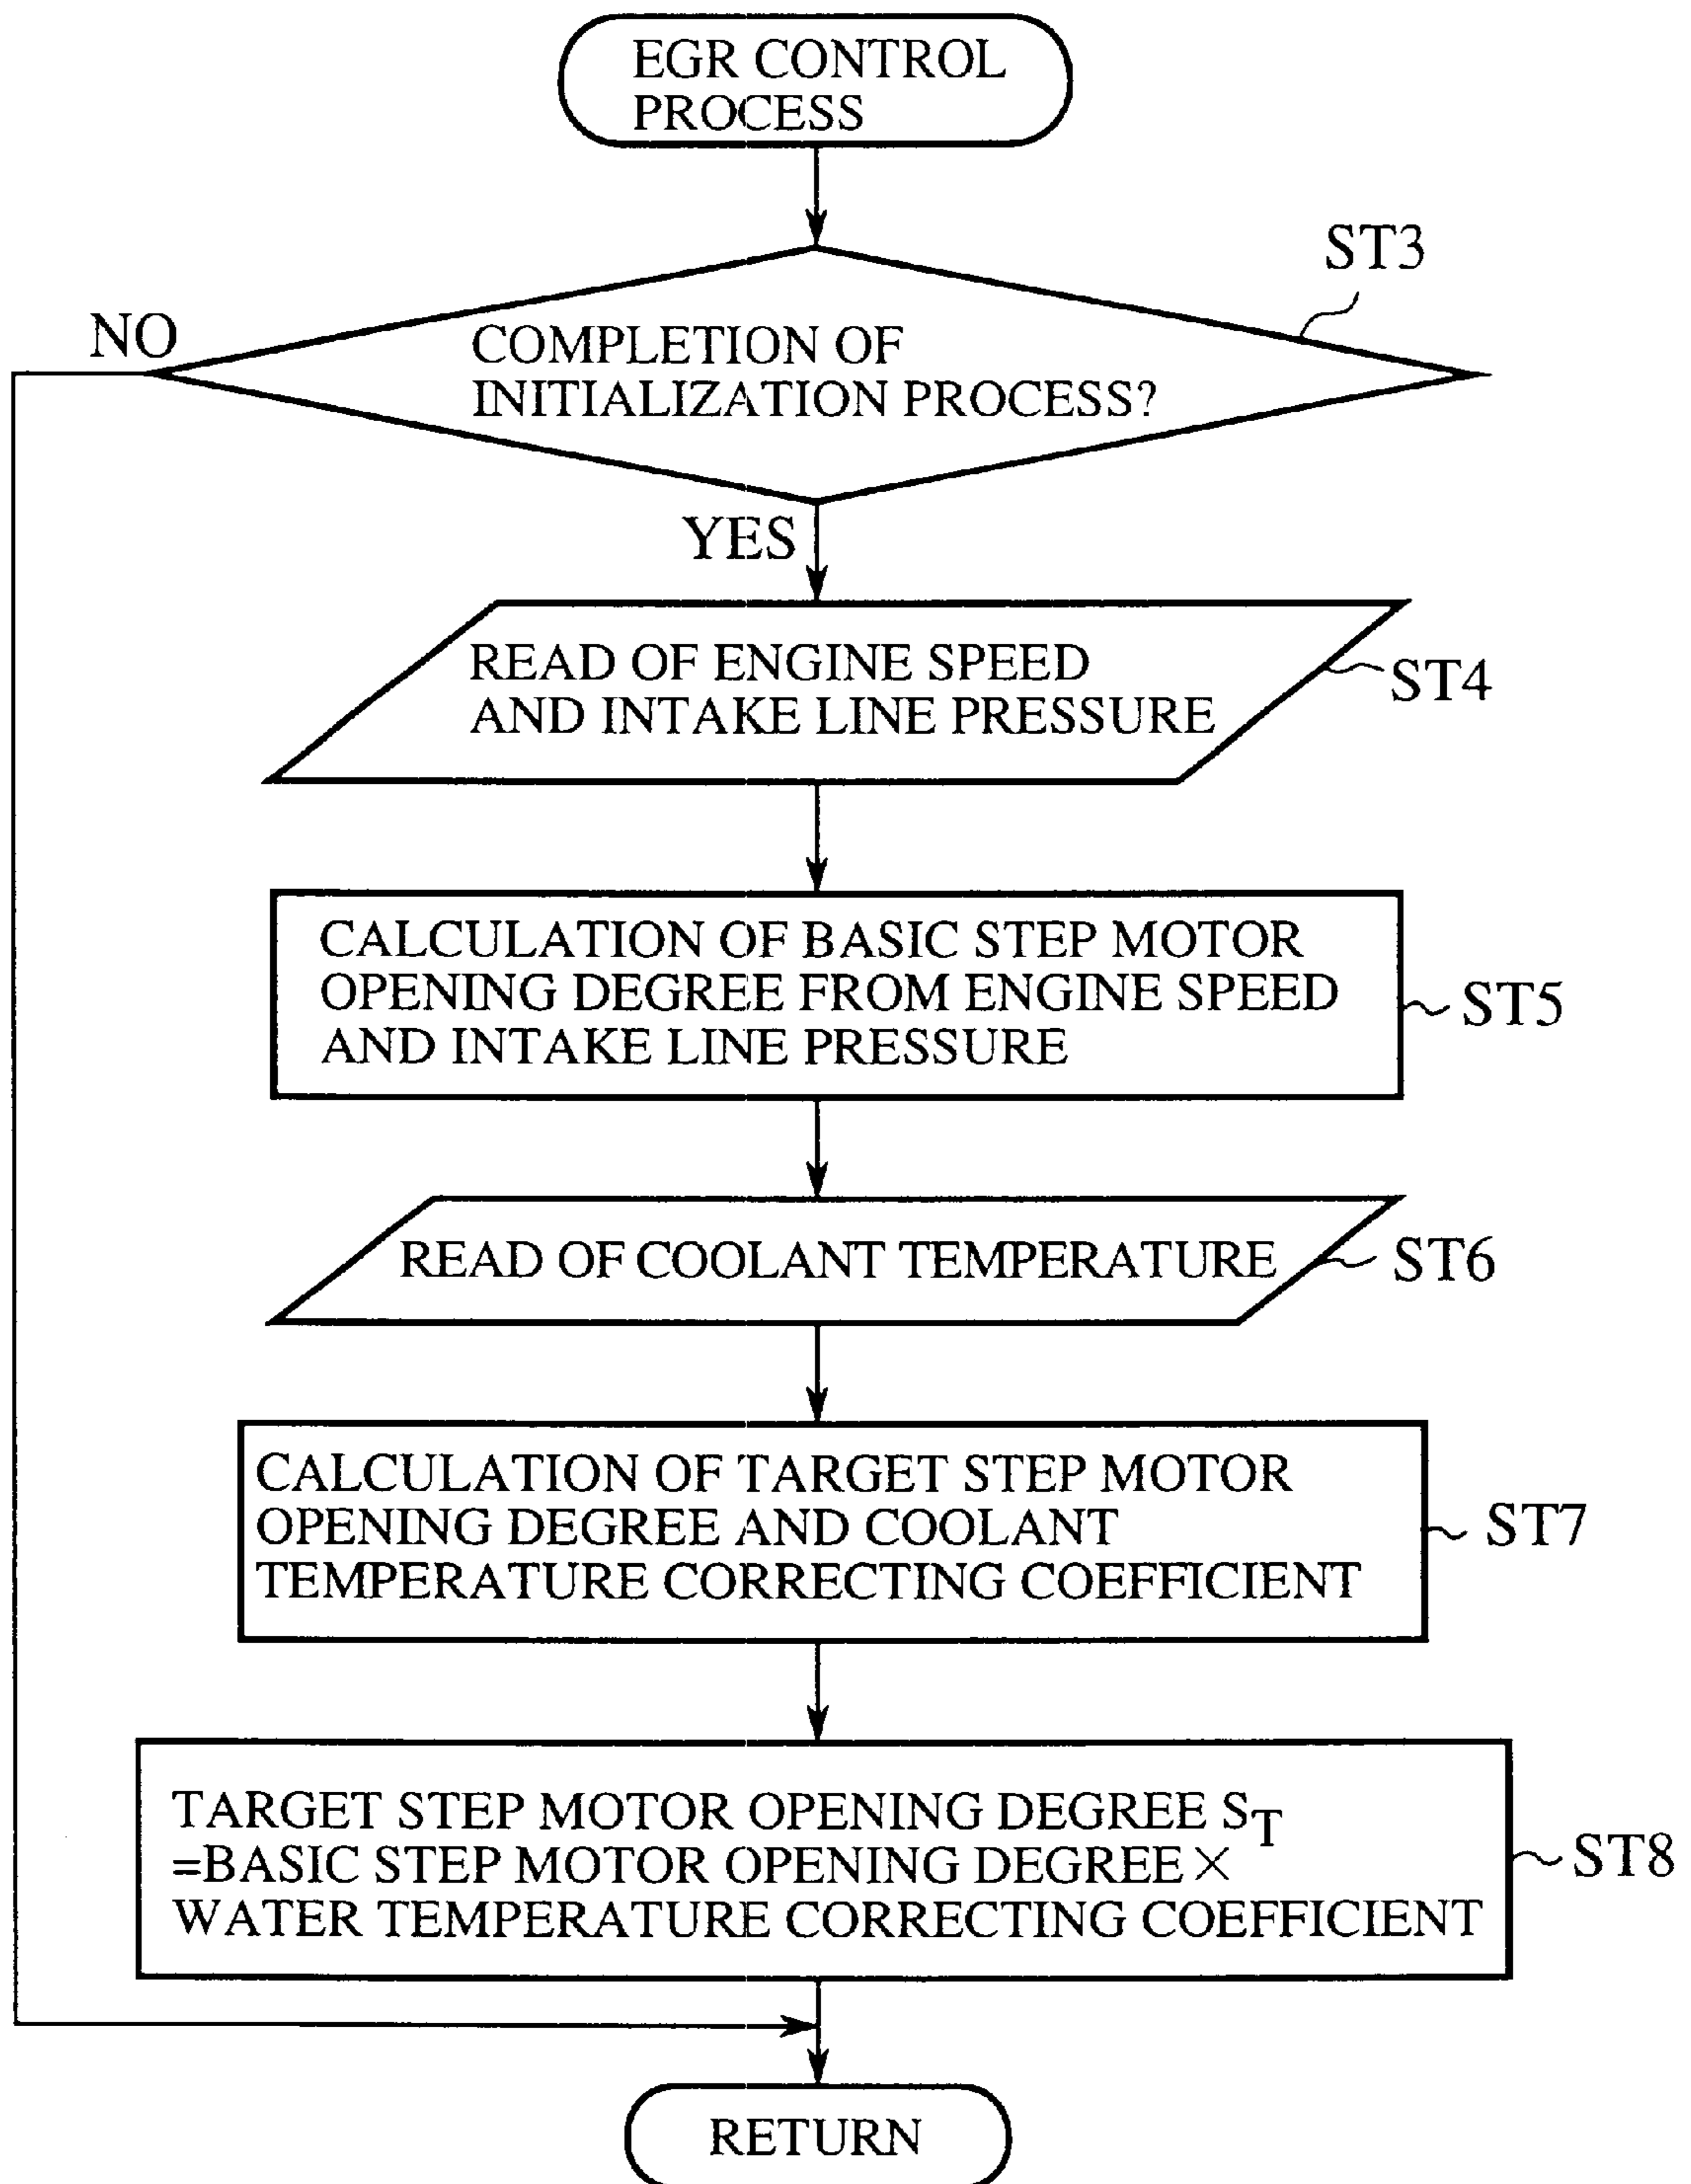 EGR CONTROL
PROCESS
ST3
NO
COMPLETION OF
INITIALIZATION PROCESS?
YES
READ OF ENGINE SPEED
AND INTAKE LINE PRESSURE
ST4
CALCULATION OF BASIC STEP MOTOR
OPENING DEGREE FROM ENGINE SPEED
AND INTAKE LINE PRESSURE
ST5
READ OF COOLANT TEMPERATURE
ST6
CALCULATION OF TARGET STEP MOTOR
OPENING DEGREE AND COOLANT
TEMPERATURE CORRECTING COEFFICIENT
ST7
TARGET STEP MOTOR OPENING DEGREE ST
=BASIC STEP MOTOR OPENING DEGREE×
WATER TEMPERATURE CORRECTING COEFFICIENT
ST8
RETURN